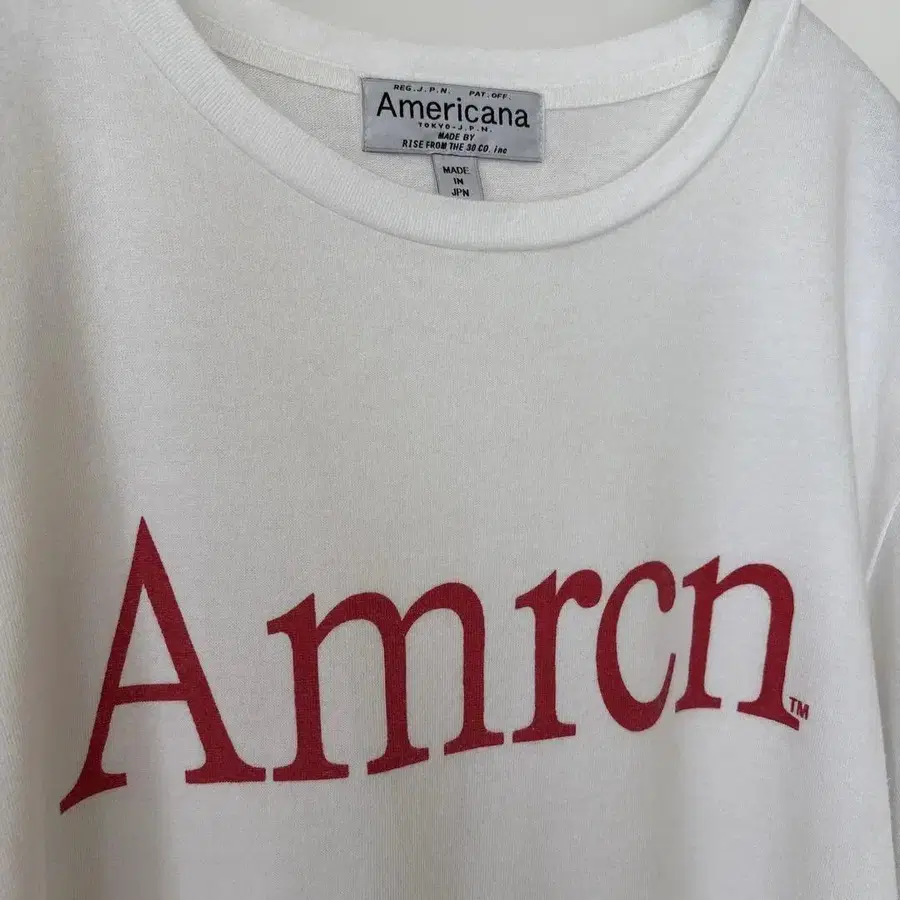 REG.J.P.N. PAT.OFF.
Americana
TOKYO-J.P.N.
MADE BY
RISE FROM THE 30 CO. inc
MADE
IN
JPN
Amrcn
TM